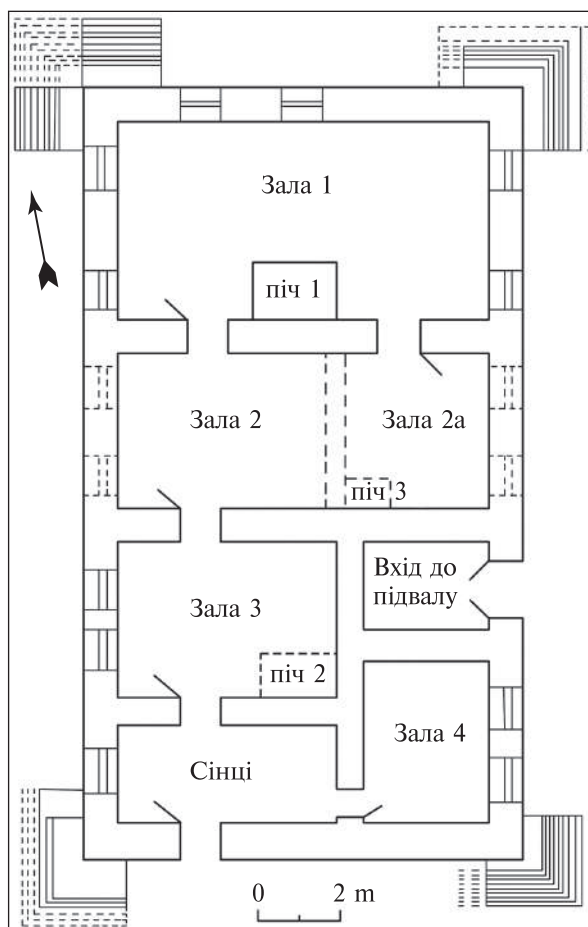 Зала 1
піч 1
Зала 2
Зала 2а
піч 3
Вхід до
підвалу
Зала 3
піч 2
Зала 4
Сінці
0 2 m